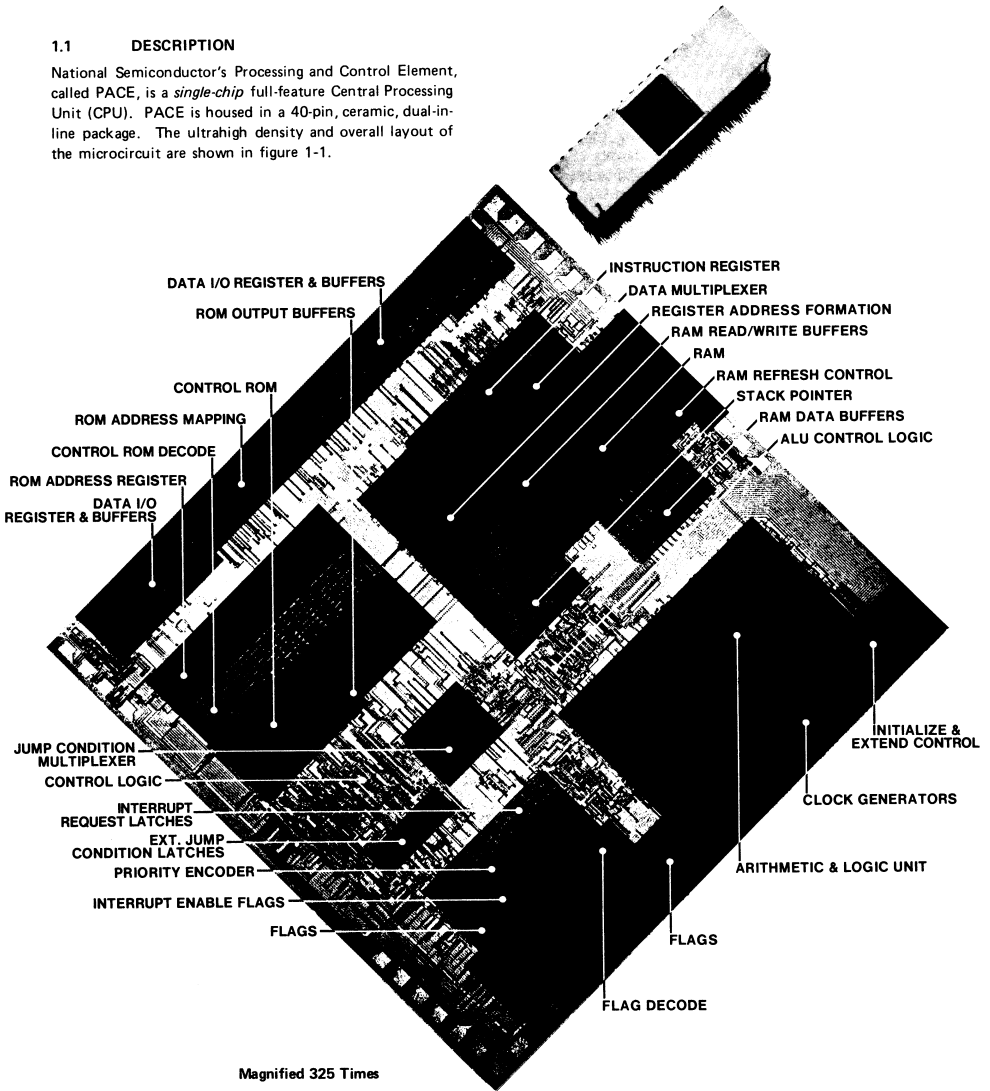 1.1 DESCRIPTION
National Semiconductor's Processing and Control Element,
called PACE, is a single-chip full-feature Central Processing
Unit (CPU). PACE is housed in a 40-pin, ceramic, dual-in-
line package. The ultrahigh density and overall layout of
the microcircuit are shown in figure 1-1.
DATA I/O REGISTER & BUFFERS
ROM OUTPUT BUFFERS
CONTROL ROM
ROM ADDRESS MAPPING
CONTROL ROM DECODE
ROM ADDRESS REGISTER
DATA I/O
REGISTER & BUFFERS
INSTRUCTION REGISTER
DATA MULTIPLEXER
REGISTER ADDRESS FORMATION
RAM READ/WRITE BUFFERS
RAM
RAM REFRESH CONTROL
STACK POINTER
RAM DATA BUFFERS
ALU CONTROL LOGIC
JUMP CONDITION
MULTIPLEXER
CONTROL LOGIC
INTERRUPT
REQUEST LATCHES
EXT. JUMP
CONDITION LATCHES
PRIORITY ENCODER
INTERRUPT ENABLE FLAGS
FLAGS
INITIALIZE &
EXTEND CONTROL
CLOCK GENERATORS
ARITHMETIC & LOGIC UNIT
FLAGS
FLAG DECODE
Magnified 325 Times